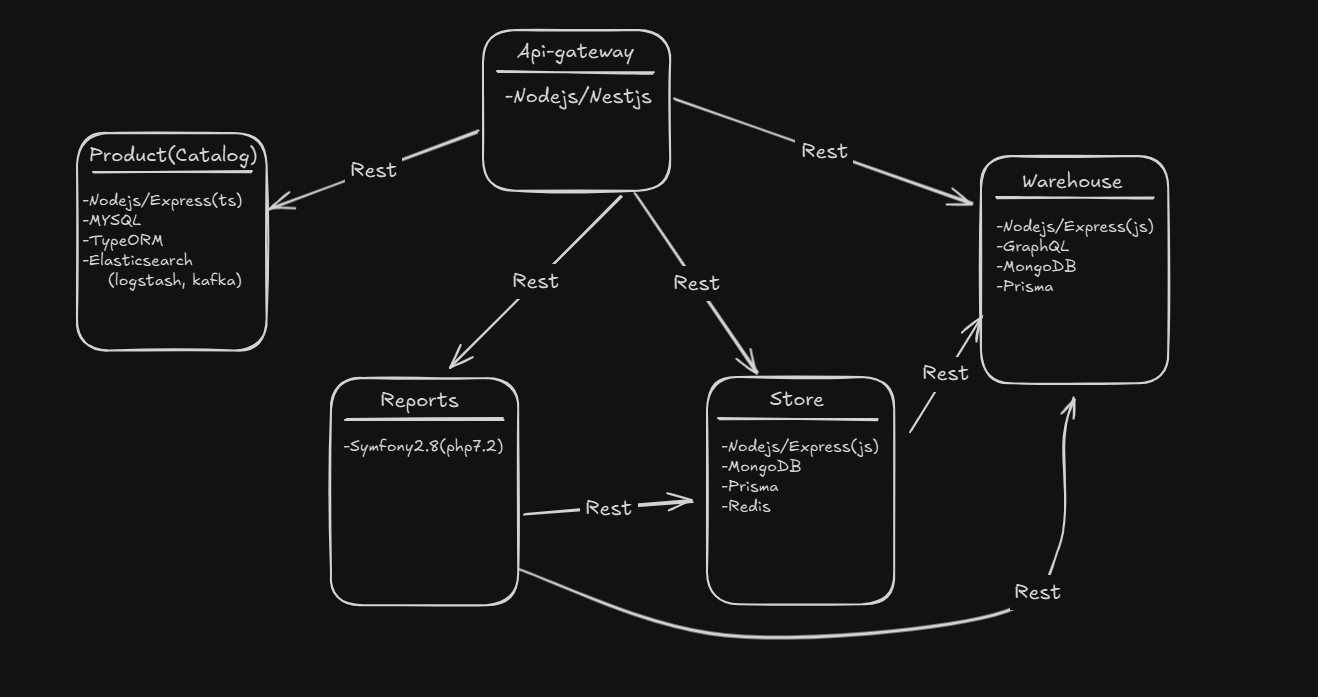 Api-gateway
-Nodejs/Nestjs
Rest
Rest
Rest
Rest
Product(Catalog)
-Nodejs/Express(ts)
-MYSQL
-TypeORM
-Elasticsearch
(logstash, kafka)
Warehouse
-Nodejs/Express(js)
-GraphQL
-MongoDB
-Prisma
Reports
-Symfony2.8(php7.2)
Rest
Store
-Nodejs/Express(js)
-MongoDB
-Prisma
-Redis
Rest
Rest